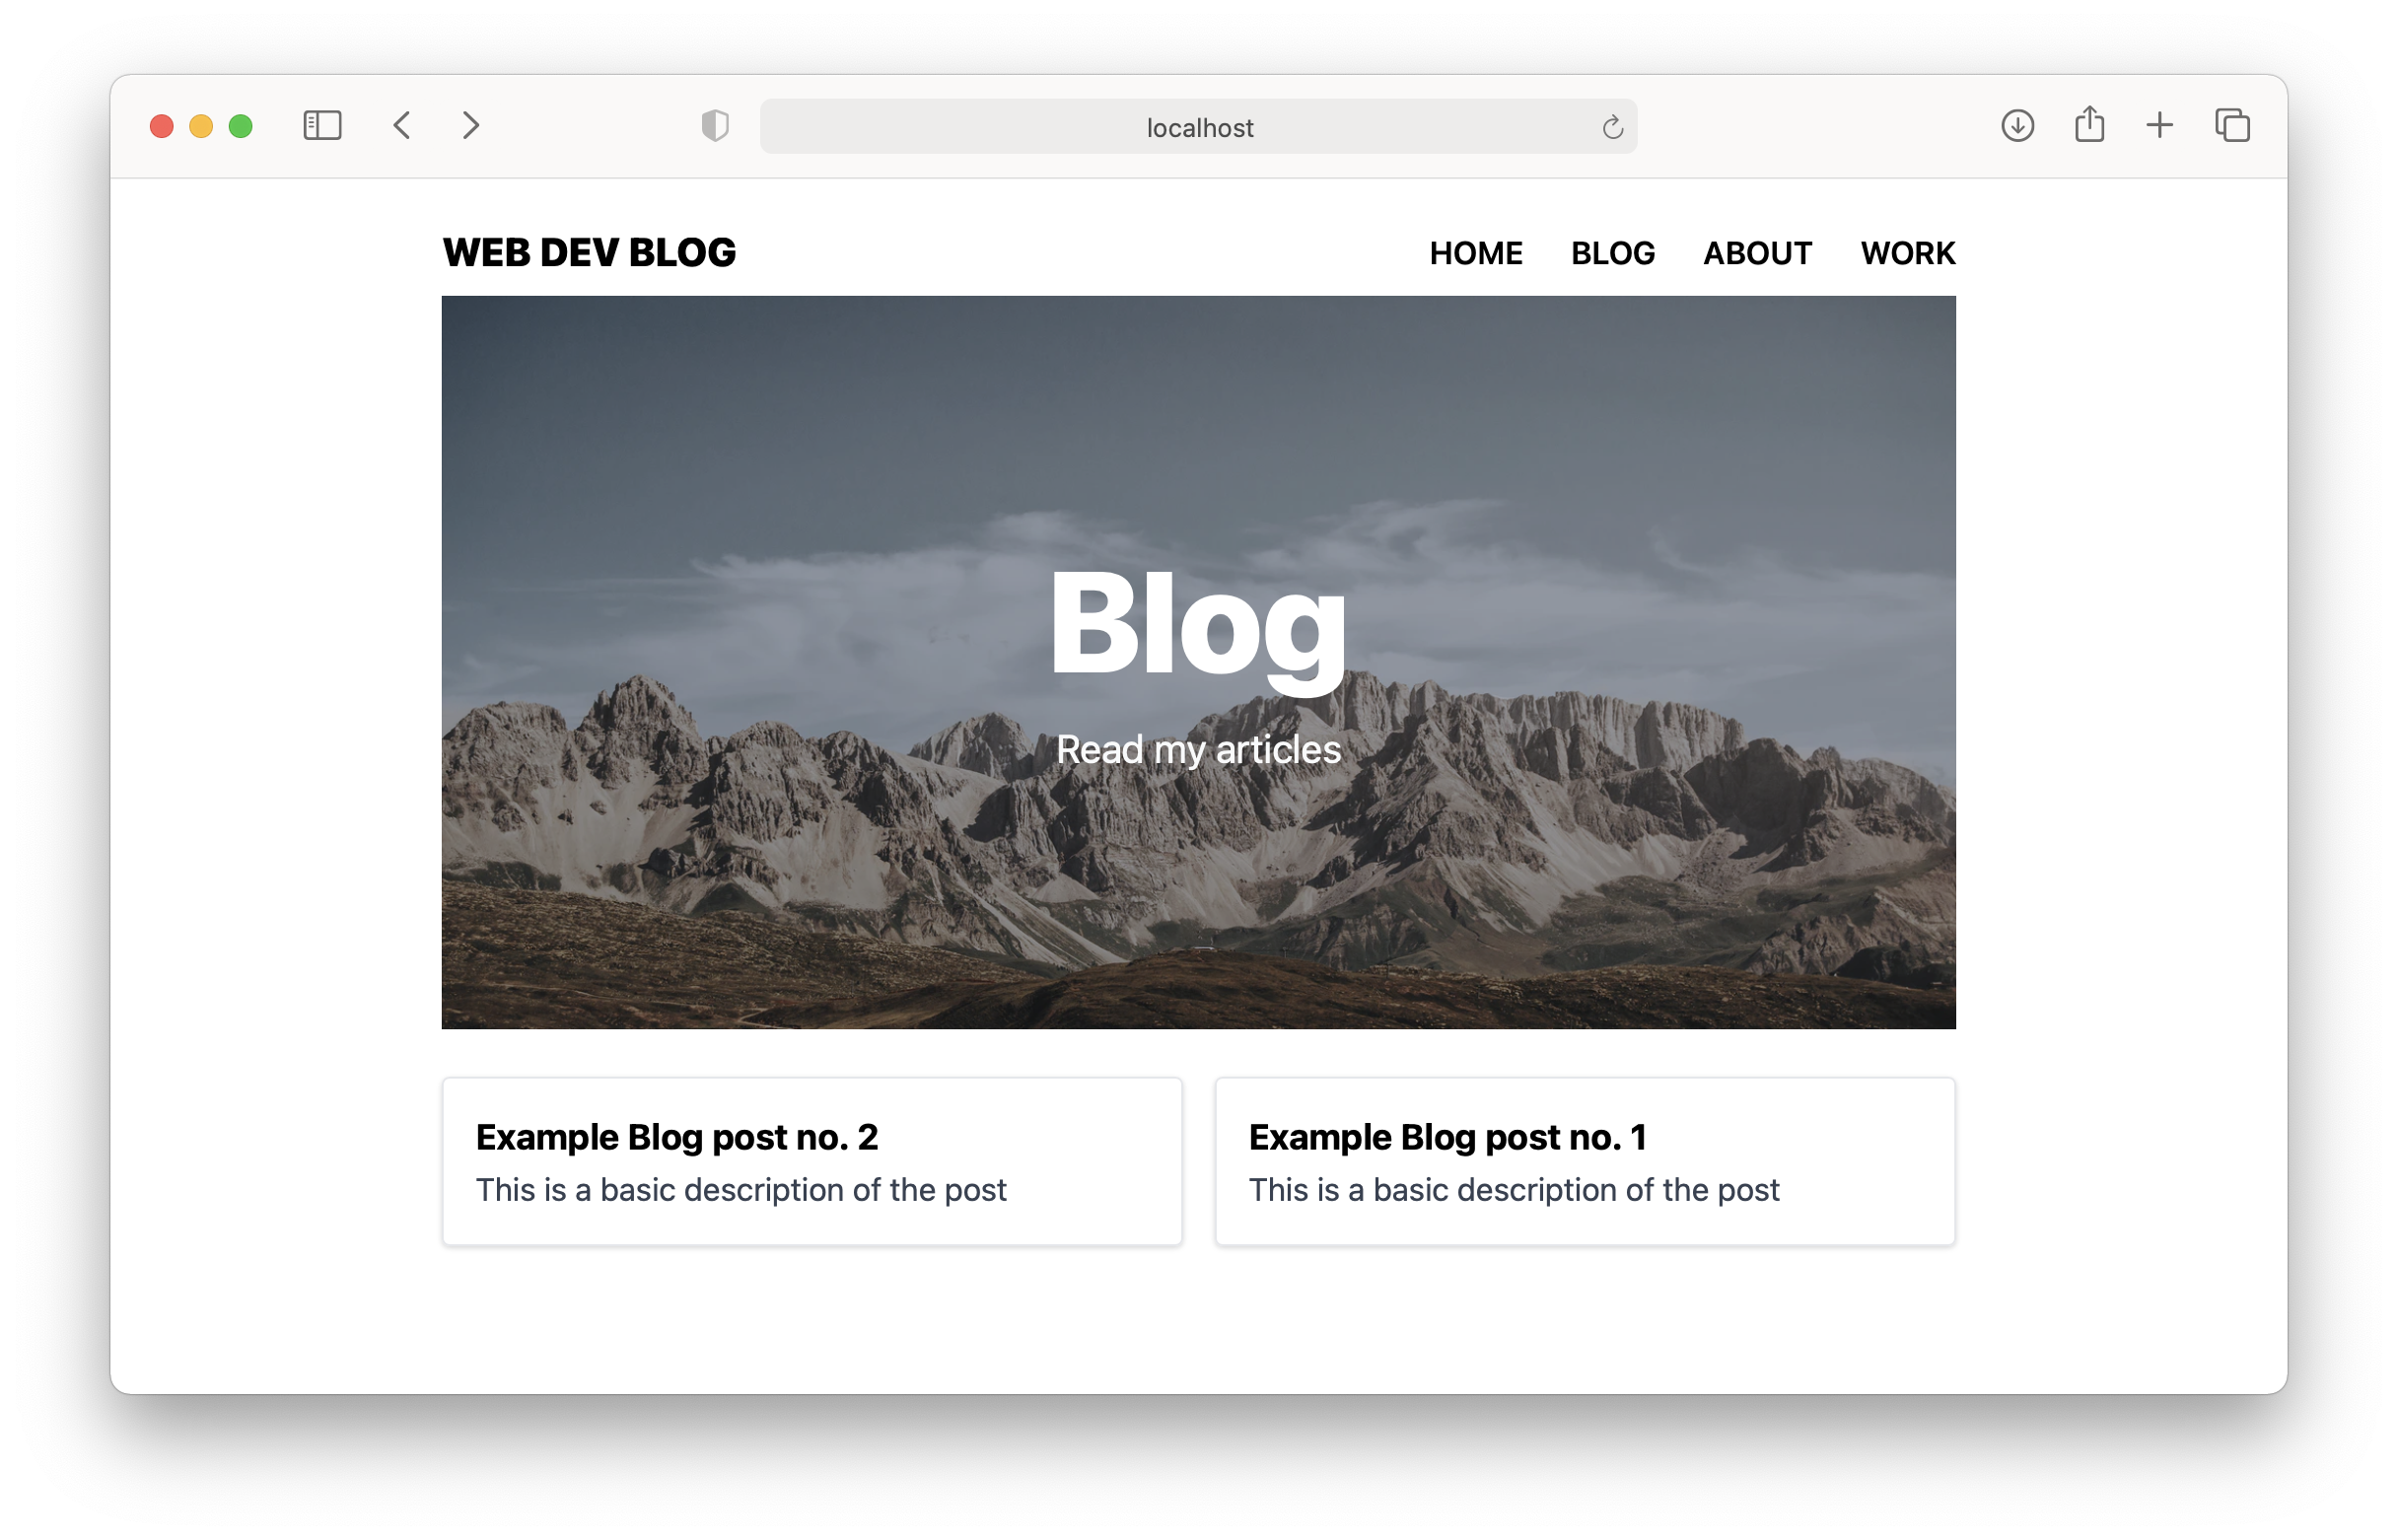 localhost
WEB DEV BLOG HOME BLOG ABOUT WORK
Blog
Read my articles
Example Blog post no. 2
This is a basic description of the post
Example Blog post no. 1
This is a basic description of the post